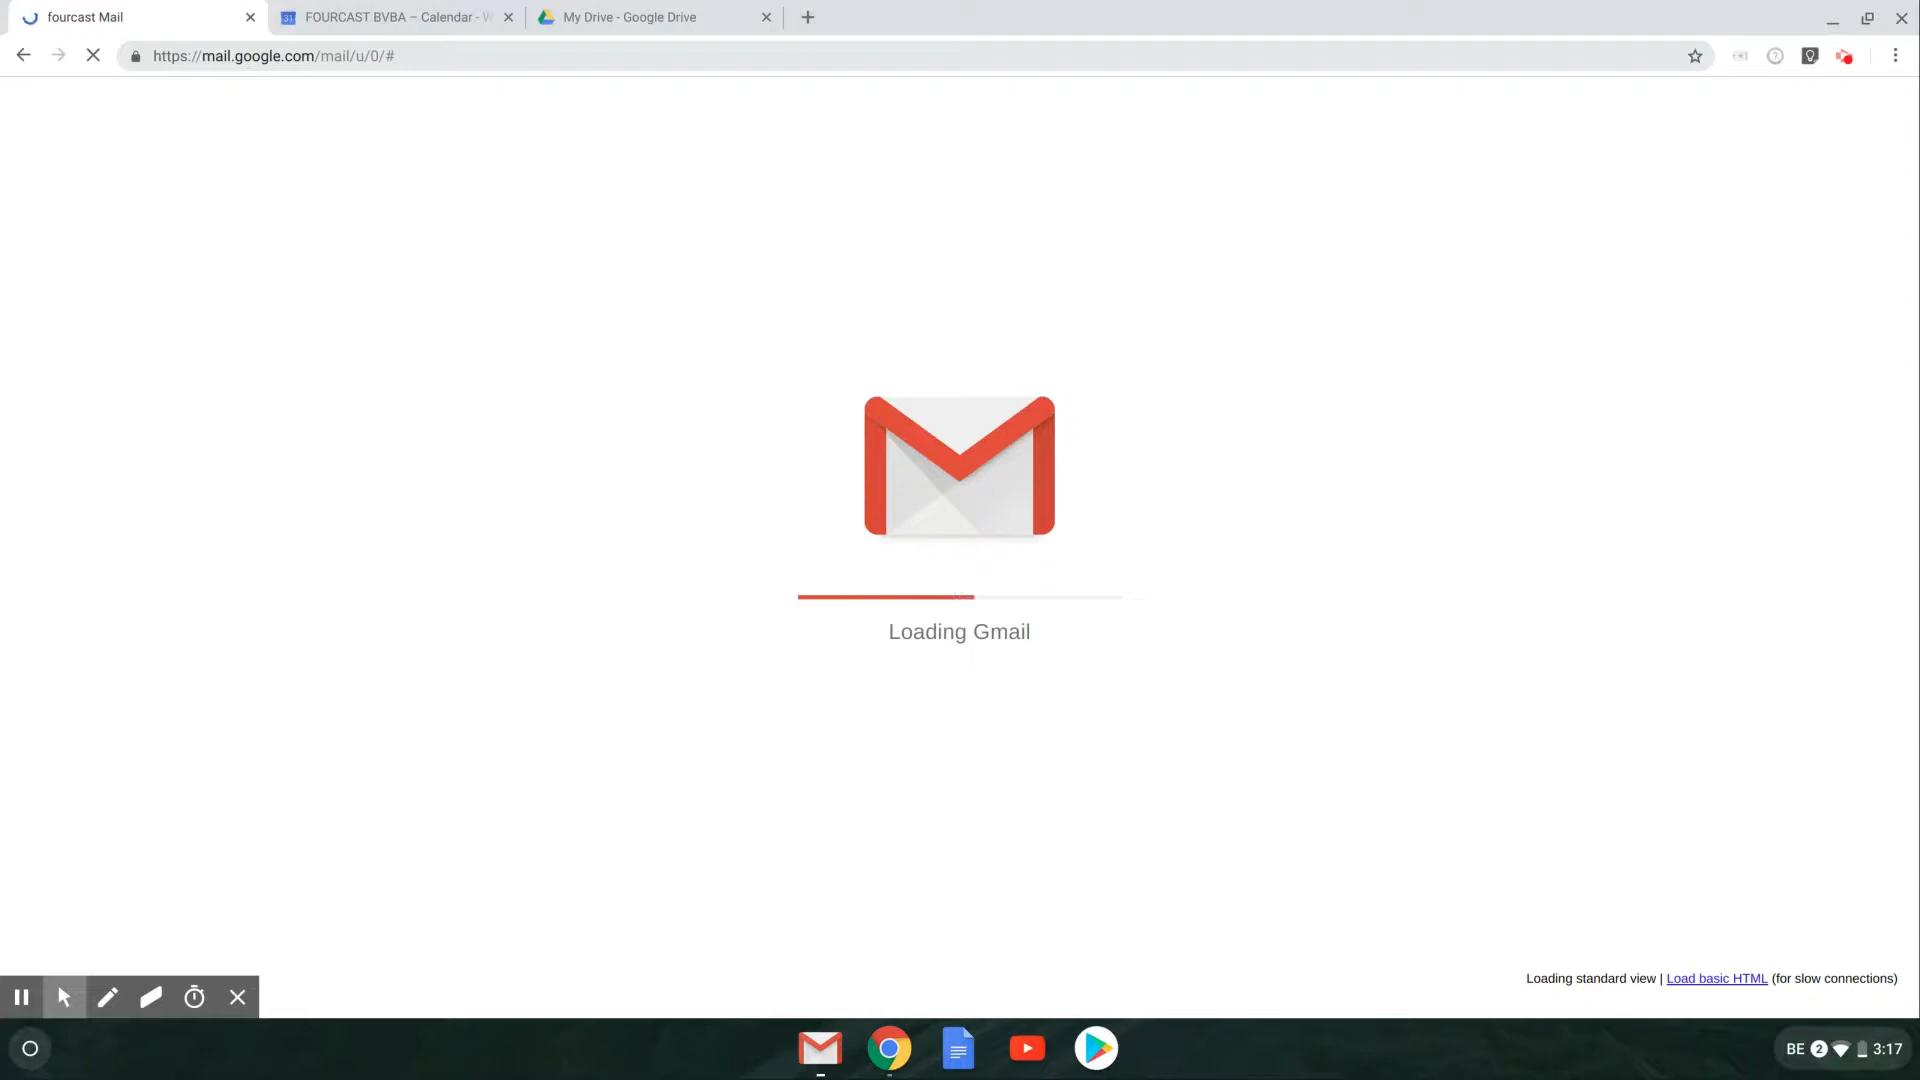 fourcast Mail
FOURCAST BVBA – Calendar - W
My Drive - Google Drive
https://mail.google.com/mail/u/0/#
31
Loading Gmail
Loading standard view | Load basic HTML (for slow connections)
BE 2 3:17